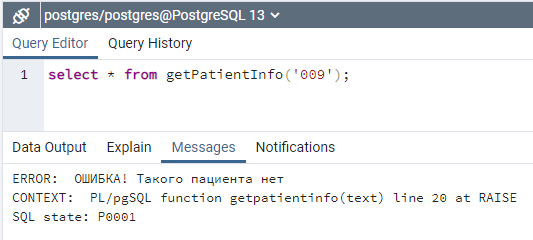 postgres/postgres@PostgreSQL 13
Query Editor Query History
1 select * from getPatientInfo('009');
Data Output Explain Messages Notifications
ERROR: ОШИБКА! Такого пациента нет
CONTEXT: PL/pgSQL function getpatientinfo(text) line 20 at RAISE
SQL state: P0001